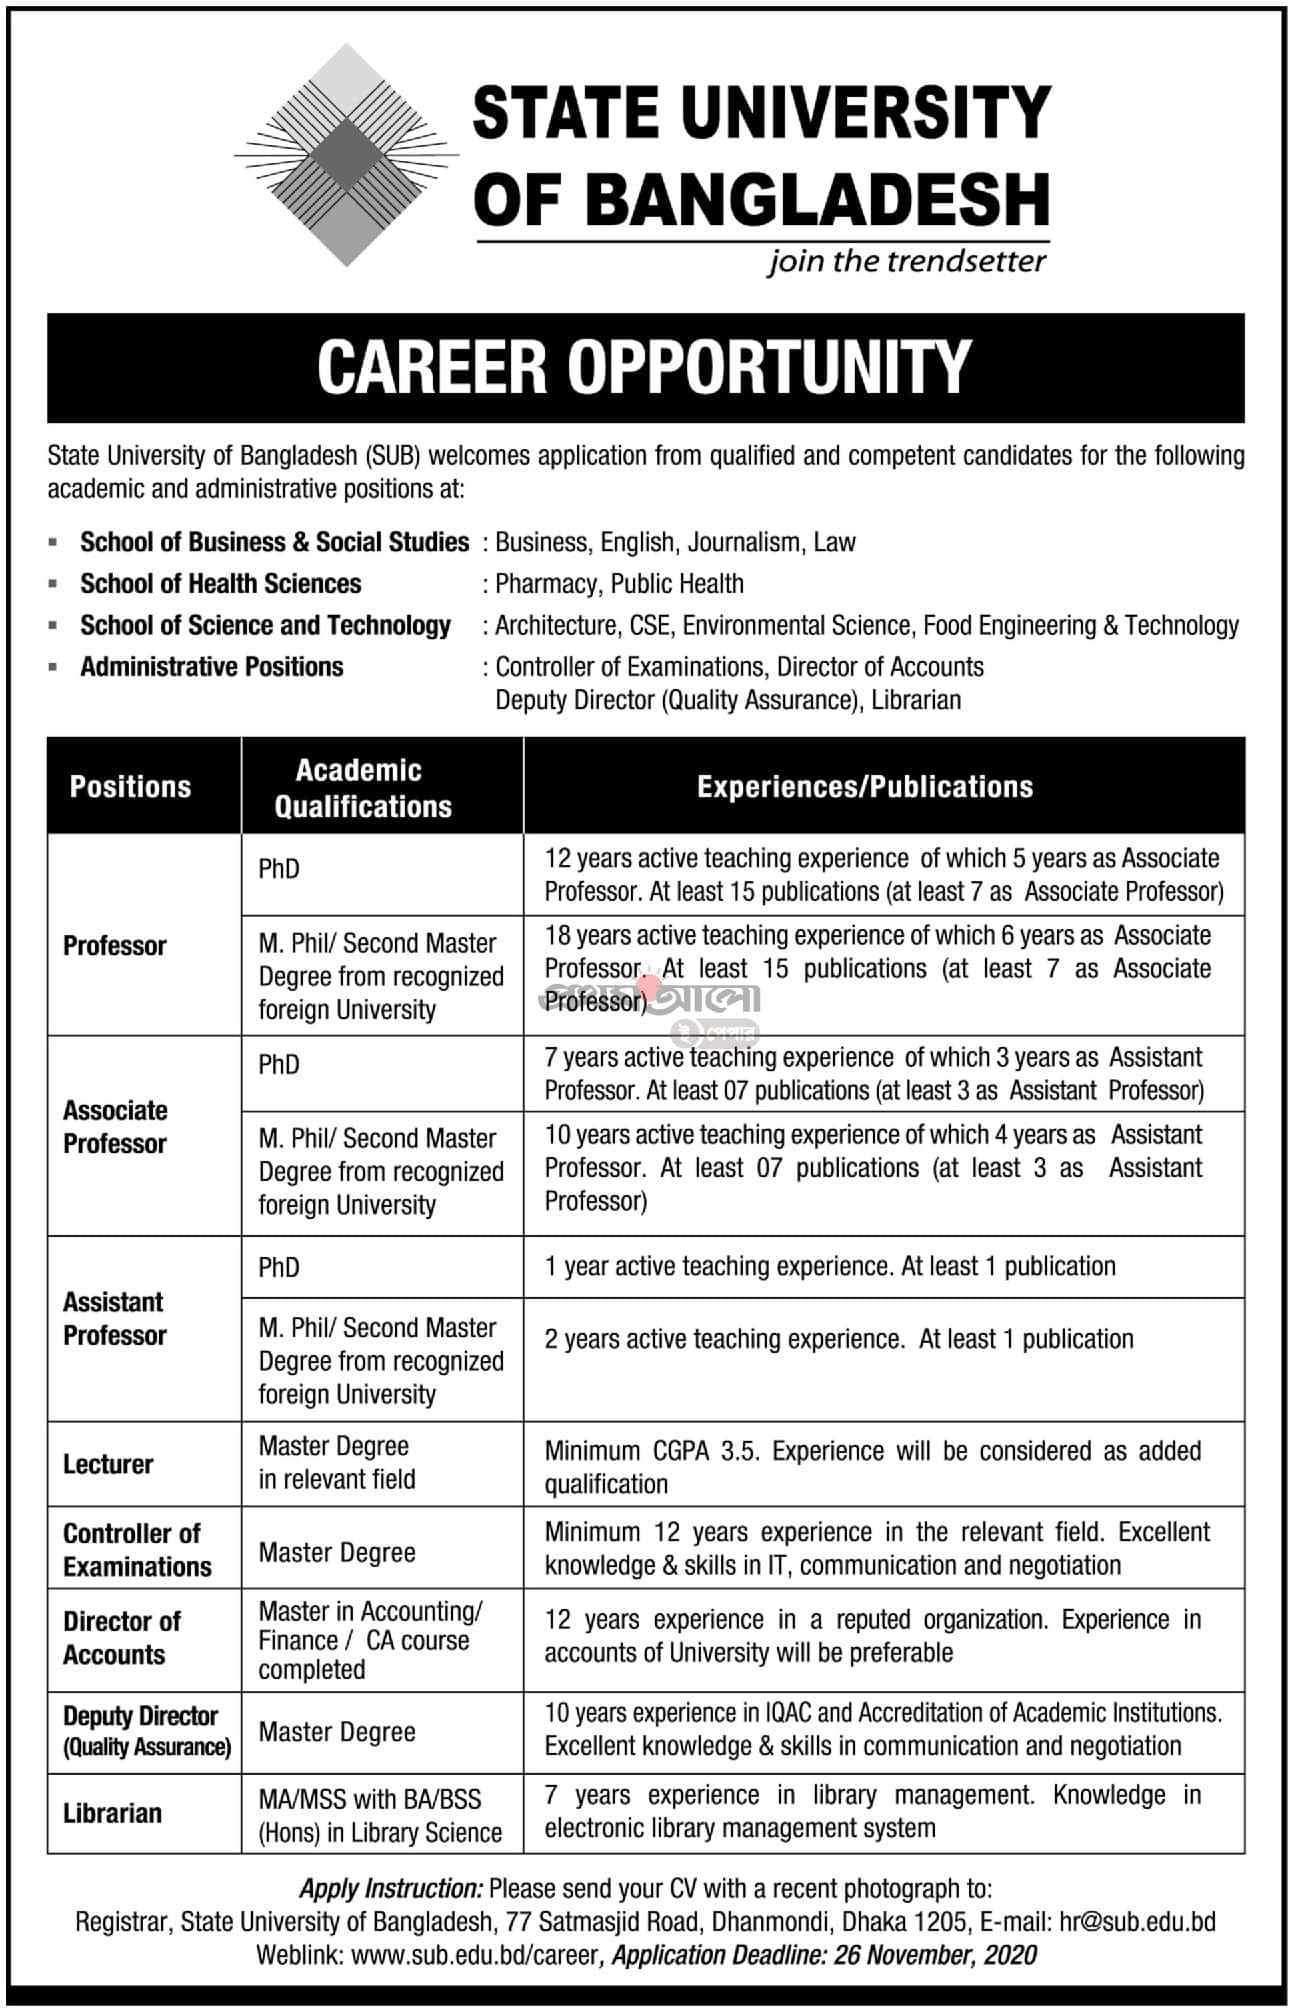 STATE UNIVERSITY
OF BANGLADESH
join the trendsetter
CAREER OPPORTUNITY
State University of Bangladesh (SUB) welcomes application from qualified and competent candidates for the following
academic and administrative positions at:
▪ School of Business & Social Studies : Business, English, Journalism, Law
▪ School of Health Sciences : Pharmacy, Public Health
▪ School of Science and Technology : Architecture, CSE, Environmental Science, Food Engineering & Technology
▪ Administrative Positions : Controller of Examinations, Director of Accounts
Deputy Director (Quality Assurance), Librarian
Positions
Academic
Qualifications
Experiences/Publications
Professor
PhD
12 years active teaching experience of which 5 years as Associate
Professor. At least 15 publications (at least 7 as Associate Professor)
M. Phil/ Second Master
Degree from recognized
foreign University
18 years active teaching experience of which 6 years as Associate
Professor. At least 15 publications (at least 7 as Associate
Professor)
প্রথম আলো
ই পেপার
Associate
Professor
PhD
7 years active teaching experience of which 3 years as Assistant
Professor. At least 07 publications (at least 3 as Assistant Professor)
M. Phil/ Second Master
Degree from recognized
foreign University
10 years active teaching experience of which 4 years as Assistant
Professor. At least 07 publications (at least 3 as Assistant
Professor)
Assistant
Professor
PhD
1 year active teaching experience. At least 1 publication
M. Phil/ Second Master
Degree from recognized
foreign University
2 years active teaching experience. At least 1 publication
Lecturer
Master Degree
in relevant field
Minimum CGPA 3.5. Experience will be considered as added
qualification
Controller of
Examinations
Master Degree
Minimum 12 years experience in the relevant field. Excellent
knowledge & skills in IT, communication and negotiation
Director of
Accounts
Master in Accounting/
Finance / CA course
completed
12 years experience in a reputed organization. Experience in
accounts of University will be preferable
Deputy Director
(Quality Assurance)
Master Degree
10 years experience in IQAC and Accreditation of Academic Institutions.
Excellent knowledge & skills in communication and negotiation
Librarian
MA/MSS with BA/BSS
(Hons) in Library Science
7 years experience in library management. Knowledge in
electronic library management system
Apply Instruction: Please send your CV with a recent photograph to:
Registrar, State University of Bangladesh, 77 Satmasjid Road, Dhanmondi, Dhaka 1205, E-mail: hr@sub.edu.bd
Weblink: www.sub.edu.bd/career, Application Deadline: 26 November, 2020